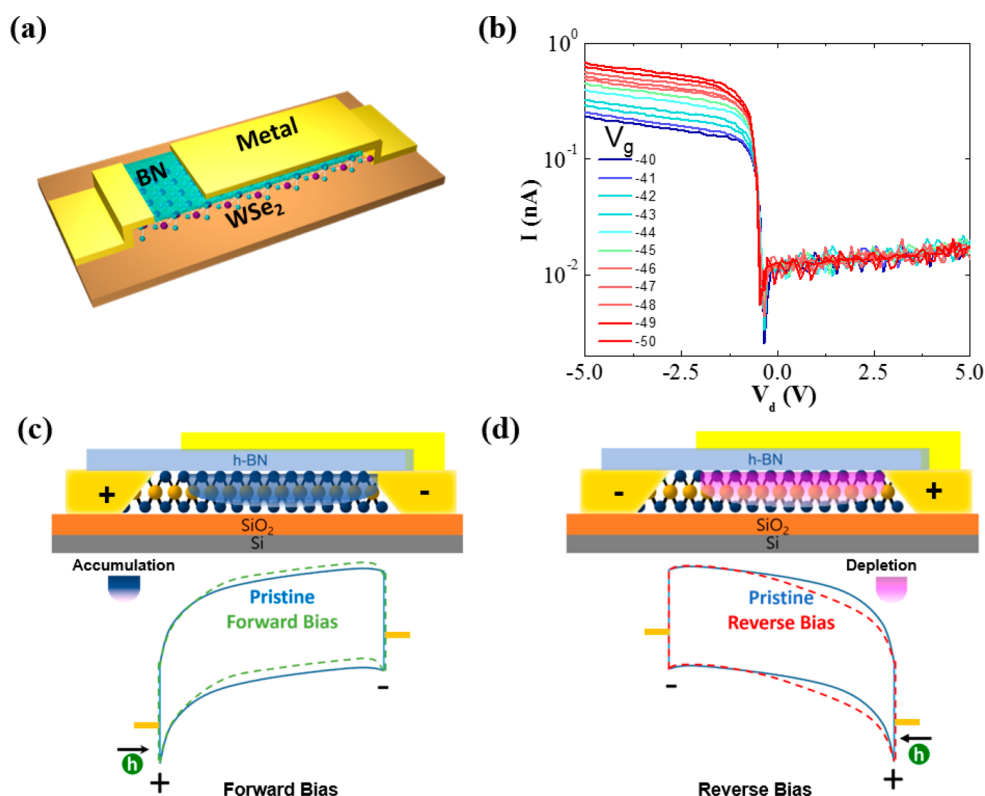 (a)
Metal
BN
WSe2
(b)
I (nA)
10^0
10^-1
10^-2
Vg
-40
-41
-42
-43
-44
-45
-46
-47
-48
-49
-50
-5.0 -2.5 0.0 2.5 5.0
Vd (V)
(c)
h-BN
+ -
SiO2
Si
Accumulation
Pristine
Forward Bias
-
h
+
Forward Bias
(d)
h-BN
- +
SiO2
Si
Depletion
Pristine
Reverse Bias
-
h
+
Reverse Bias